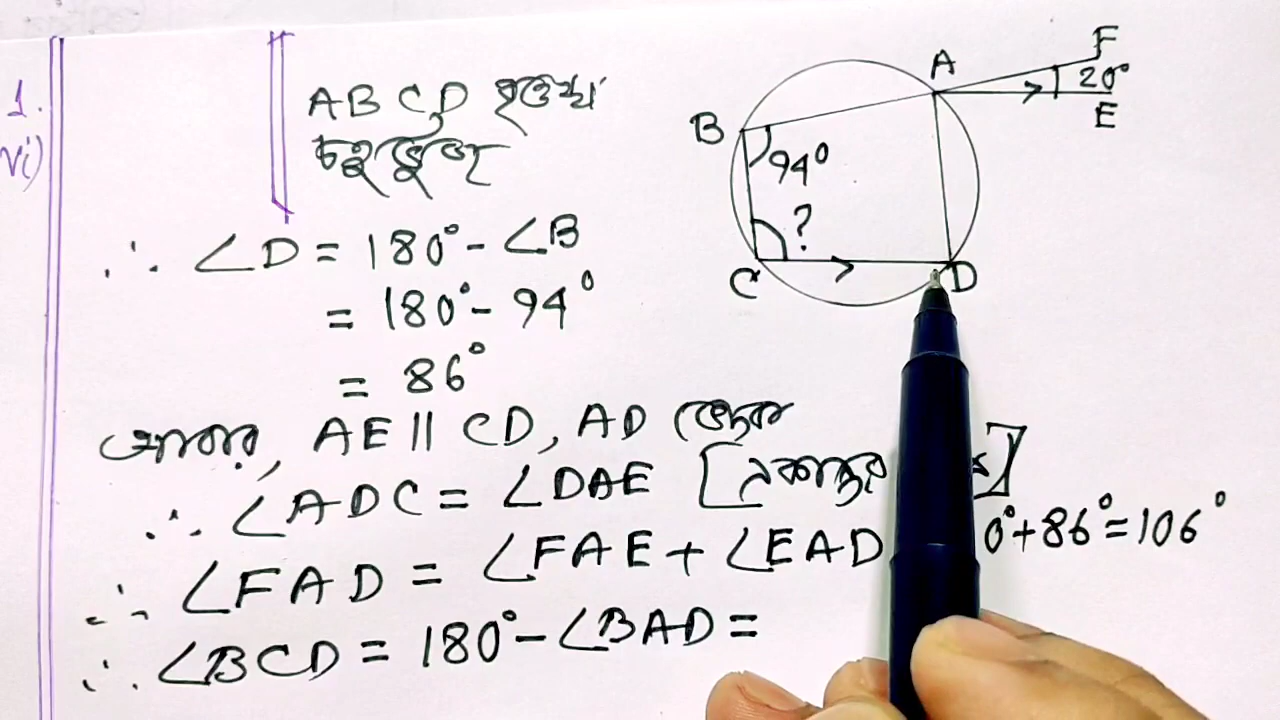 1.
vi)
ABCD বৃত্তস্থ
চতুর্ভুজ
∴ ∠D = 180° - ∠B
= 180° - 94°
= 86°
আবার, AE || CD, AD ছেদক
∴ ∠ADC = ∠DAE [একান্তর
∴ ∠FAD = ∠FAE + ∠EAD 0° + 86° = 106°
∴ ∠BCD = 180° - ∠BAD =
A
F
20°
E
B
94°
?
C
D